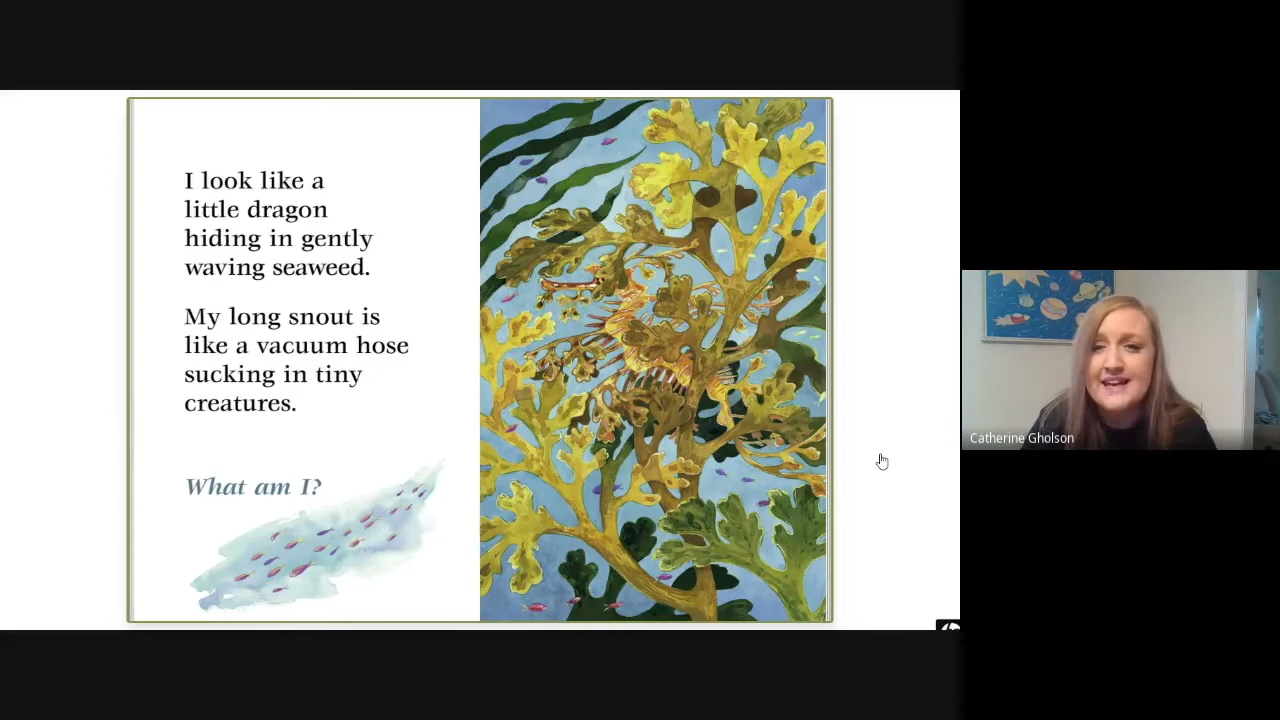 I look like a
little dragon
hiding in gently
waving seaweed.
My long snout is
like a vacuum hose
sucking in tiny
creatures.
What am I?
Catherine Gholson